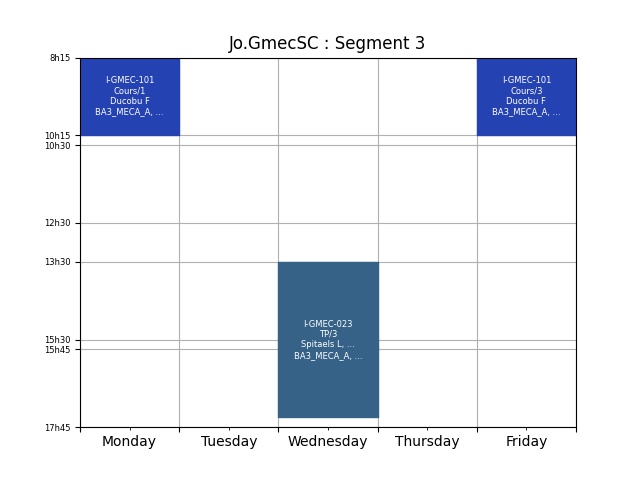 Jo.GmecSC : Segment 3
8h15
10h15
10h30
12h30
13h30
15h30
15h45
17h45
I-GMEC-101
Cours/1
Ducobu F
BA3_MECA_A, ...
I-GMEC-023
TP/3
Spitaels L, ...
BA3_MECA_A, ...
I-GMEC-101
Cours/3
Ducobu F
BA3_MECA_A, ...
Monday
Tuesday
Wednesday
Thursday
Friday